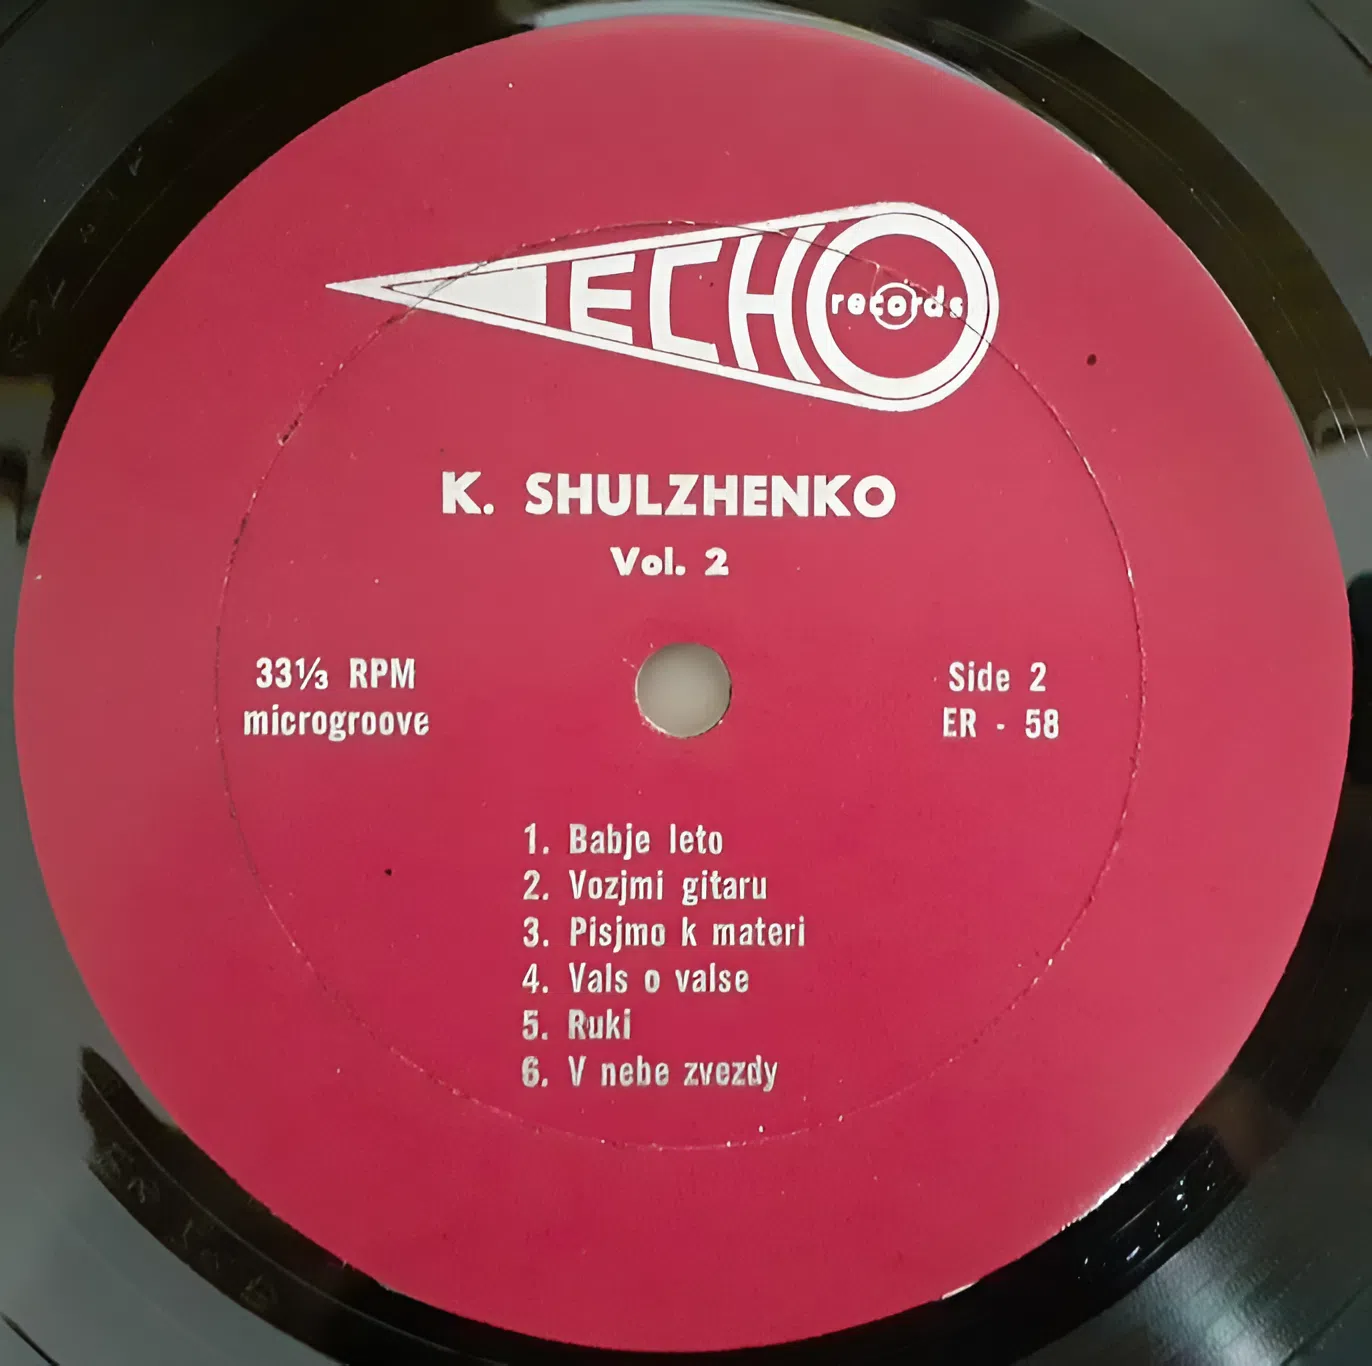 ECHO
records
K. SHULZHENKO
Vol. 2
33⅓ RPM
microgroove
Side 2
ER - 58
1. Babje leto
2. Vozjmi gitaru
3. Pisjmo k materi
4. Vals o valse
5. Ruki
6. V nebe zvezdy